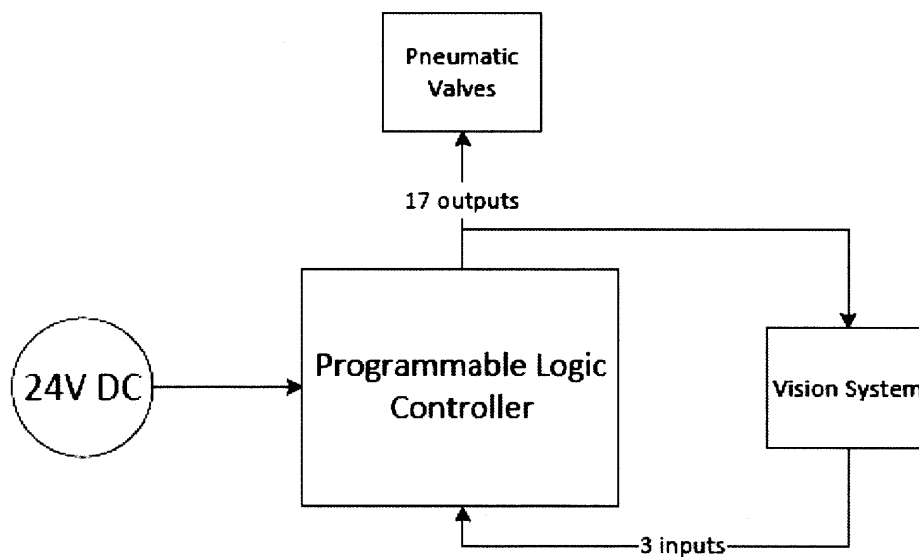 Pneumatic
Valves
17 outputs
24V DC
Programmable Logic
Controller
Vision System
3 inputs